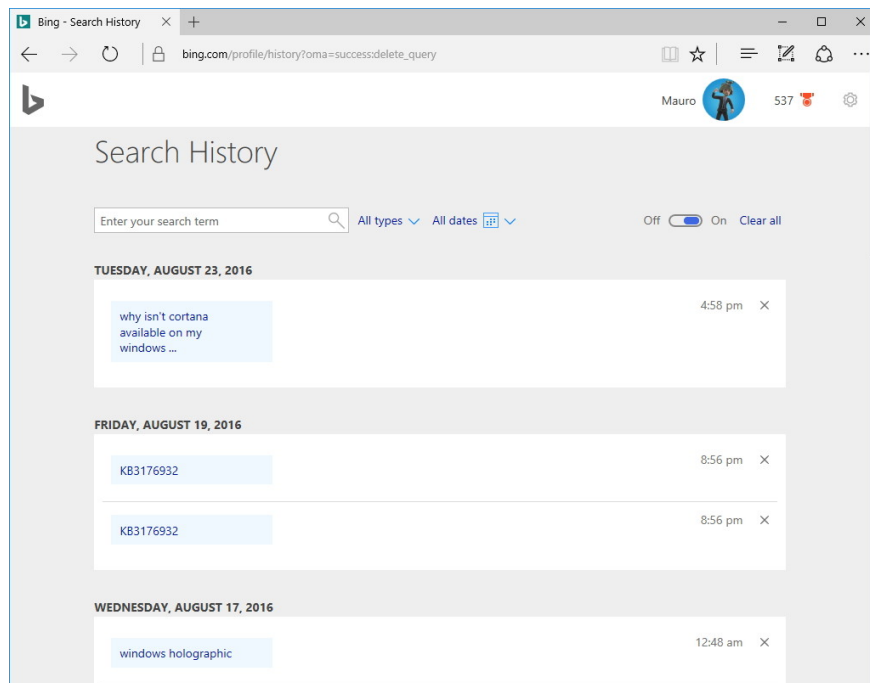 Bing - Search History
bing.com/profile/history?oma=success:delete_query
Mauro 537
Search History
Enter your search term All types All dates Off On Clear all
TUESDAY, AUGUST 23, 2016
4:58 pm
why isn't cortana
available on my
windows ...
FRIDAY, AUGUST 19, 2016
KB3176932 8:56 pm
KB3176932 8:56 pm
WEDNESDAY, AUGUST 17, 2016
windows holographic 12:48 am